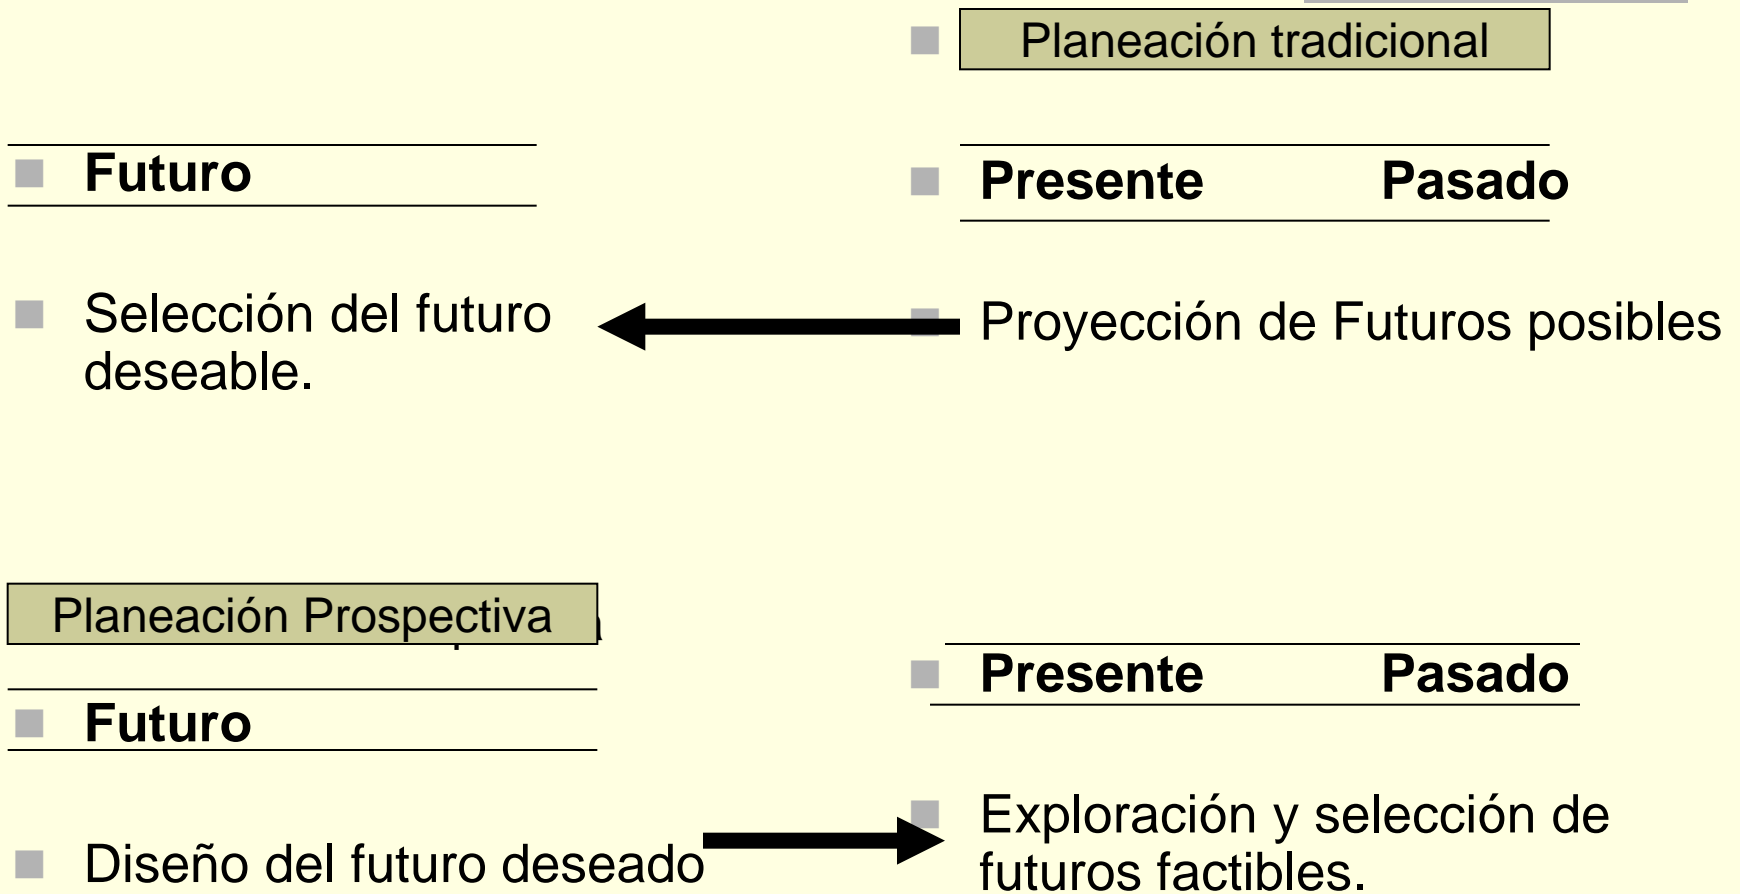 Planeación tradicional
Futuro
Presente Pasado
Selección del futuro
deseable.
Proyección de Futuros posibles
Planeación Prospectiva
Futuro
Presente Pasado
Diseño del futuro deseado
Exploración y selección de
futuros factibles.